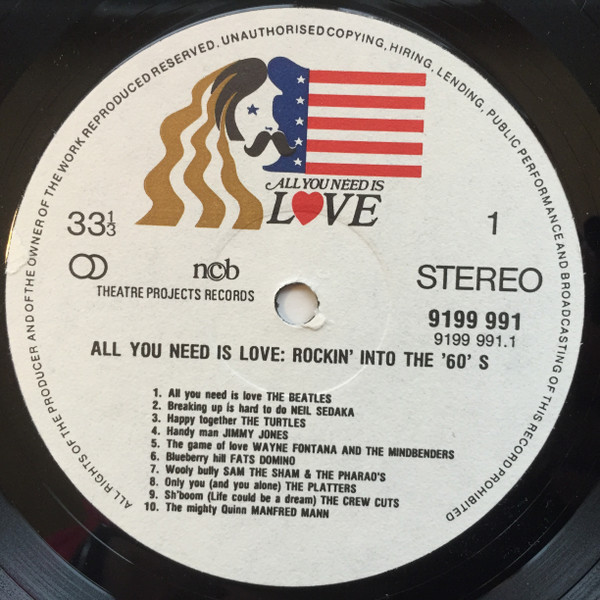 ALL RIGHTS OF THE PRODUCER AND OF THE OWNER OF THE WORK REPRODUCED RESERVED. UNAUTHORISED COPYING, HIRING, LENDING, PUBLIC PERFORMANCE AND BROADCASTING OF THIS RECORD PROHIBITED
ALL YOU NEED IS
LOVE
33 1/3
1
ncb
STEREO
THEATRE PROJECTS RECORDS
9199 991
9199 991.1
ALL YOU NEED IS LOVE: ROCKIN' INTO THE '60' S
1. All you need is love THE BEATLES
2. Breaking up is hard to do NEIL SEDAKA
3. Happy together THE TURTLES
4. Handy man JIMMY JONES
5. The game of love WAYNE FONTANA AND THE MINDBENDERS
6. Blueberry hill FATS DOMINO
7. Wooly bully SAM THE SHAM & THE PHARAO'S
8. Only you (and you alone) THE PLATTERS
9. Sh'boom (Life could be a dream) THE CREW CUTS
10. The mighty Quinn MANFRED MANN